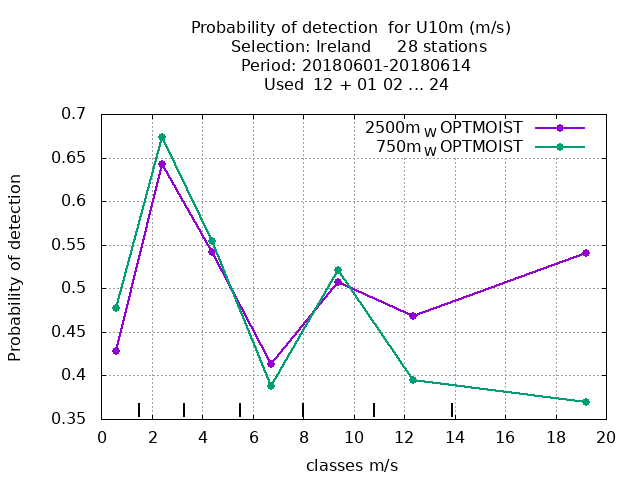 Probability of detection  for U10m (m/s)
Selection: Ireland     28 stations
Period: 20180601-20180614
Used  12 + 01 02 ... 24
2500m W OPTMOIST
750m W OPTMOIST
Probability of detection
0.7
0.65
0.6
0.55
0.5
0.45
0.4
0.35
0 2 4 6 8 10 12 14 16 18 20
classes m/s